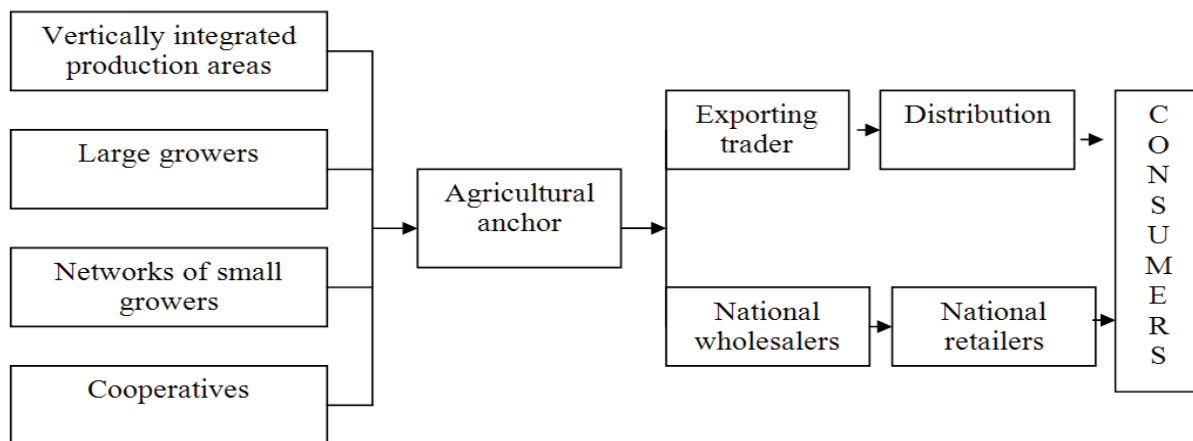 Vertically integrated
production areas
Large growers
Networks of small
growers
Cooperatives
Agricultural
anchor
Exporting
trader
Distribution
National
wholesalers
National
retailers
C
O
N
S
U
M
E
R
S